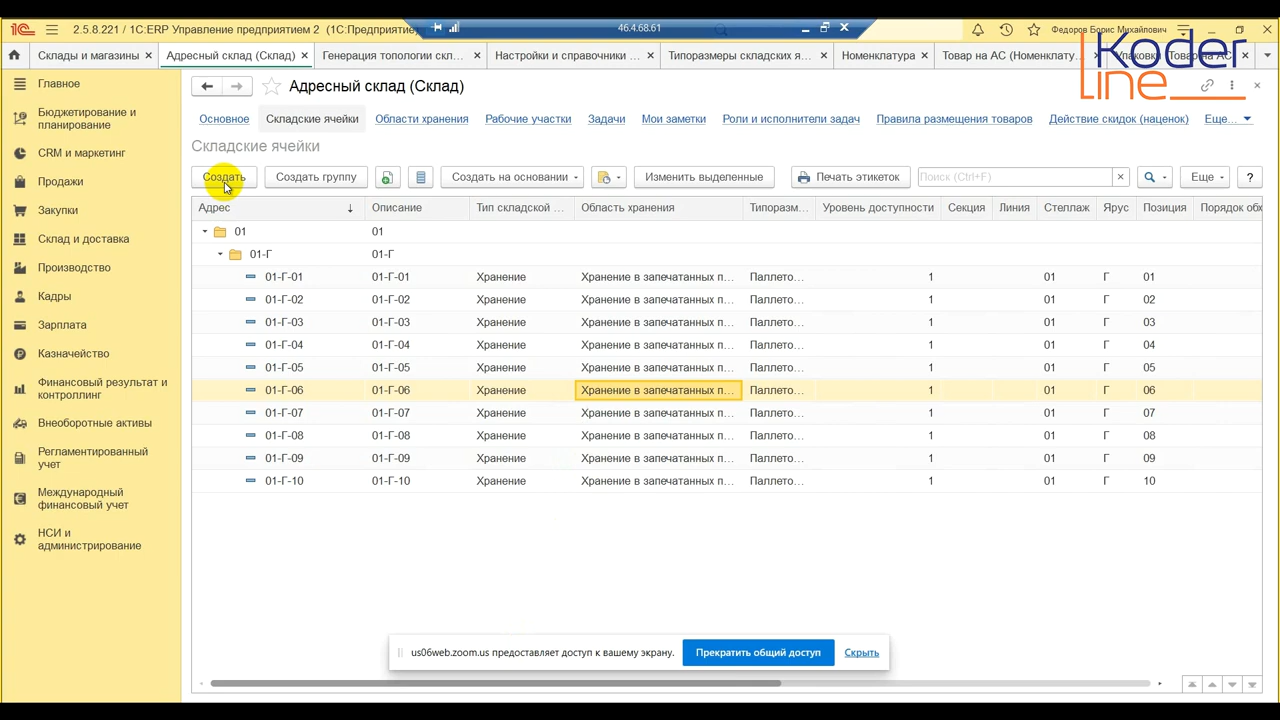 2.5.8.221 / 1С:ERP Управление предприятием 2 (1С:Предприятие
46.4.68.61
Федоров Борис Михайлович
Koder
line
Склады и магазины
Адресный склад (Склад)
Генерация топологии скл...
Настройки и справочники ...
Типоразмеры складских я...
Номенклатура
Товар на АС (Номенклату...
Упаковка (Товар на АС...
Главное
Бюджетирование и
планирование
CRM и маркетинг
Продажи
Закупки
Склад и доставка
Производство
Кадры
Зарплата
Казначейство
Финансовый результат и
контроллинг
Внеоборотные активы
Регламентированный
учет
Международный
финансовый учет
НСИ и
администрирование
Адресный склад (Склад)
Основное Складские ячейки Области хранения Рабочие участки Задачи Мои заметки Роли и исполнители задач Правила размещения товаров Действие скидок (наценок) Еще...
Складские ячейки
Создать Создать группу Создать на основании Изменить выделенные Печать этикеток Поиск (Ctrl+F) Еще ?
Адрес Описание Тип складской ... Область хранения Типоразм... Уровень доступности Секция Линия Стеллаж Ярус Позиция Порядок обх
01 01
01-Г 01-Г
01-Г-01 01-Г-01 Хранение Хранение в запечатанных п... Паллето... 1 01 Г 01
01-Г-02 01-Г-02 Хранение Хранение в запечатанных п... Паллето... 1 01 Г 02
01-Г-03 01-Г-03 Хранение Хранение в запечатанных п... Паллето... 1 01 Г 03
01-Г-04 01-Г-04 Хранение Хранение в запечатанных п... Паллето... 1 01 Г 04
01-Г-05 01-Г-05 Хранение Хранение в запечатанных п... Паллето... 1 01 Г 05
01-Г-06 01-Г-06 Хранение Хранение в запечатанных п... Паллето... 1 01 Г 06
01-Г-07 01-Г-07 Хранение Хранение в запечатанных п... Паллето... 1 01 Г 07
01-Г-08 01-Г-08 Хранение Хранение в запечатанных п... Паллето... 1 01 Г 08
01-Г-09 01-Г-09 Хранение Хранение в запечатанных п... Паллето... 1 01 Г 09
01-Г-10 01-Г-10 Хранение Хранение в запечатанных п... Паллето... 1 01 Г 10
us06web.zoom.us предоставляет доступ к вашему экрану. Прекратить общий доступ Скрыть